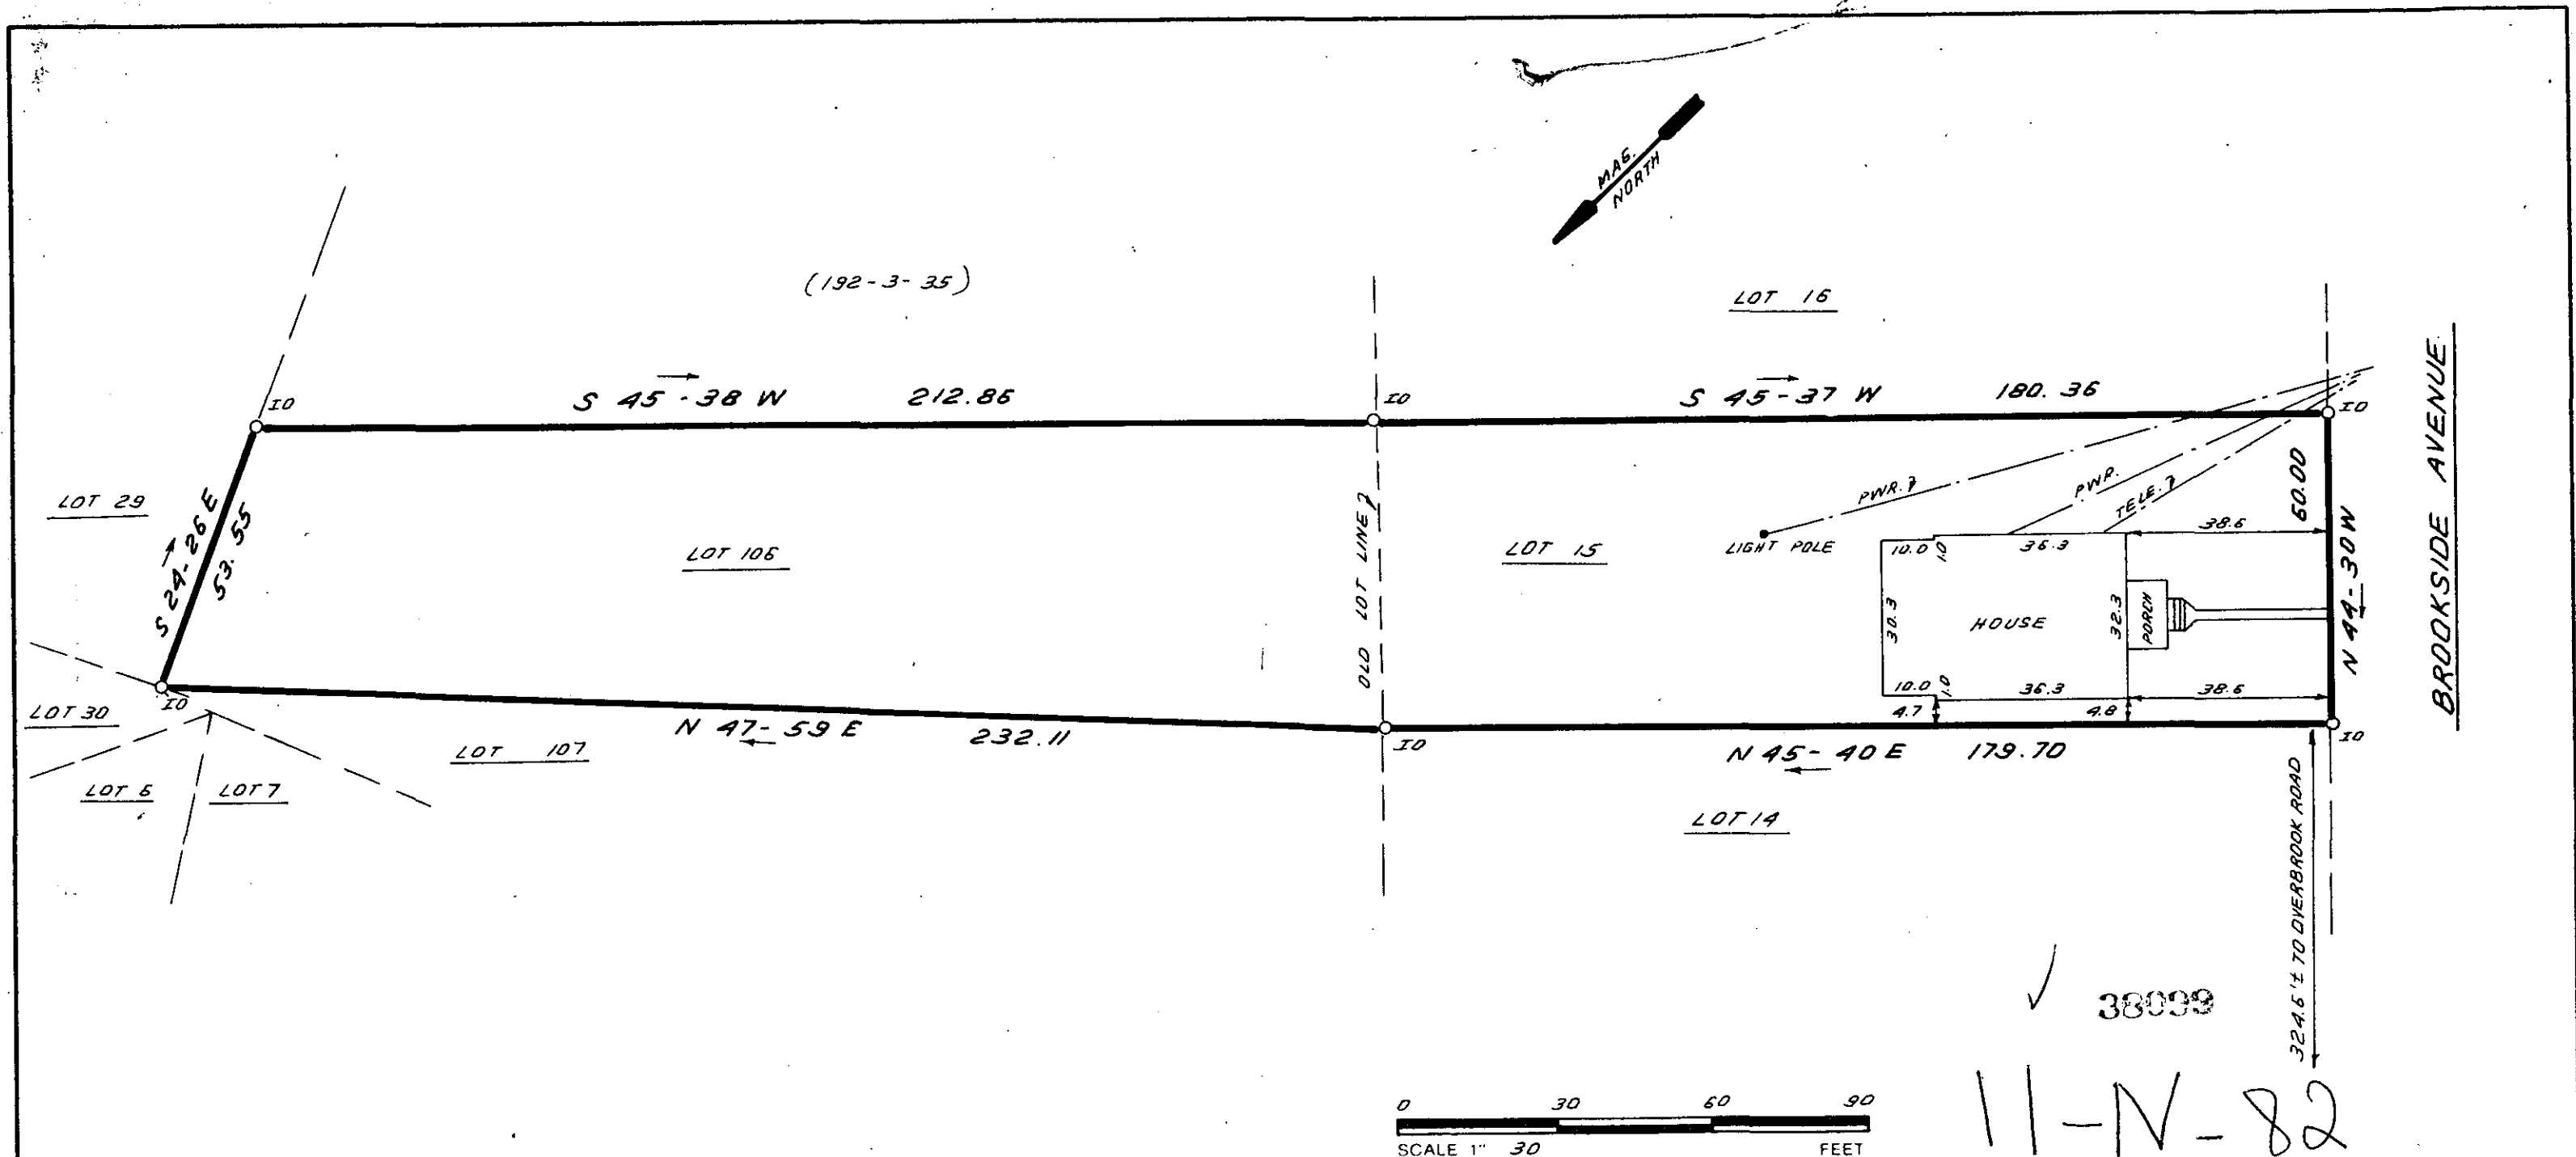 MAG.
NORTH
(192-3-35)
LOT 16
S 45-38 W 212.86
S 45-37 W 180.36
IO
IO
IO
BROOKSIDE AVENUE
LOT 29
S 24-26 E
53.55
LOT 106
OLD LOT LINE
LOT 15
PWR.
PWR.
TELE.
LIGHT POLE
60.00
N 44-30 W
10.0
1.0
36.3
38.6
30.3
HOUSE
32.3
PORCH
10.0
1.0
36.3
38.6
4.7
4.8
IO
IO
IO
LOT 30
N 47-59 E 232.11
N 45-40 E 179.70
LOT 107
LOT 6
LOT 7
LOT 14
324.6'± TO OVERBROOK ROAD
38099
11-N-82
0 30 60 90
SCALE 1" 30 FEET